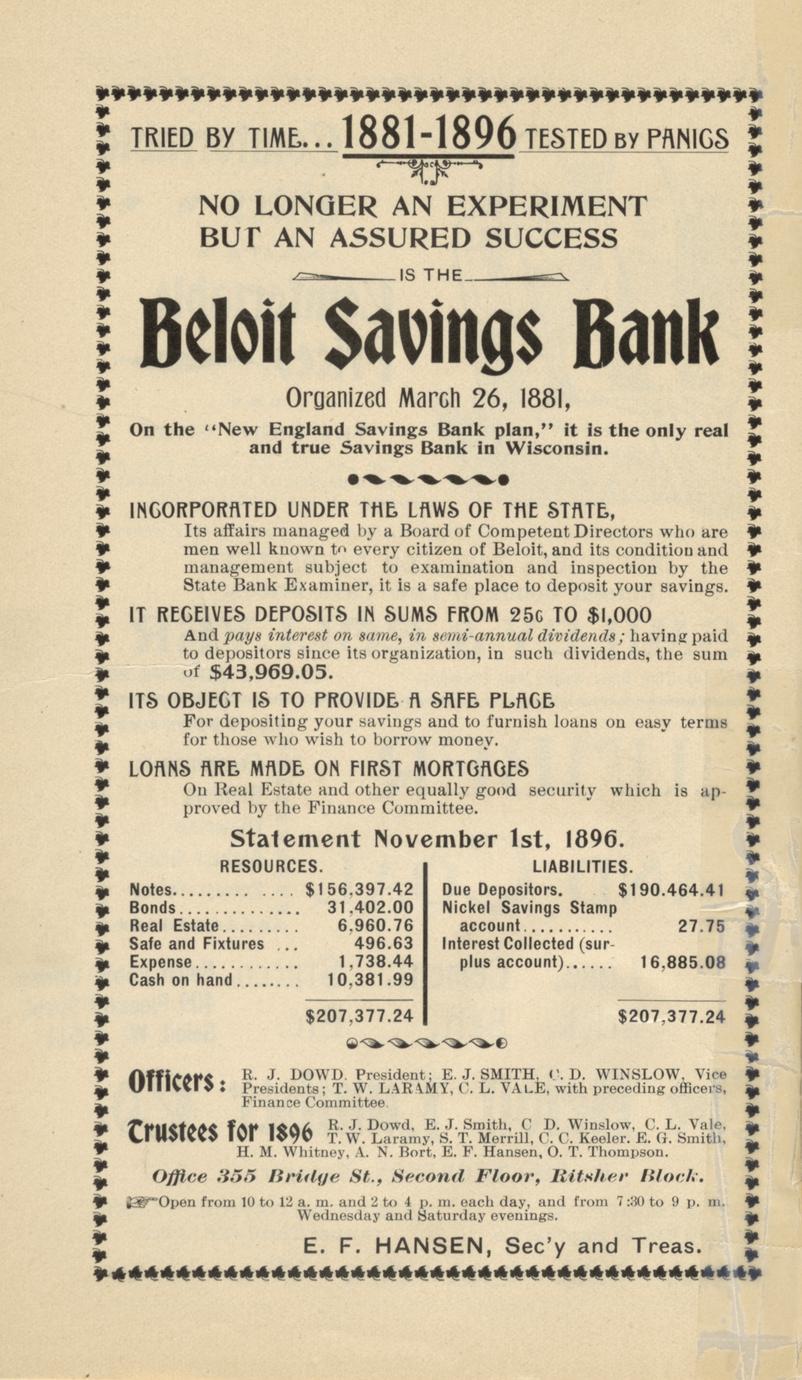 TRIED BY TIME... 1881-1896 TESTED BY PANICS
NO LONGER AN EXPERIMENT
BUT AN ASSURED SUCCESS
IS THE
Beloit Savings Bank
Organized March 26, 1881,
On the "New England Savings Bank plan," it is the only real
and true Savings Bank in Wisconsin.
INCORPORATED UNDER THE LAWS OF THE STATE,
Its affairs managed by a Board of Competent Directors who are
men well known to every citizen of Beloit, and its condition and
management subject to examination and inspection by the
State Bank Examiner, it is a safe place to deposit your savings.
IT RECEIVES DEPOSITS IN SUMS FROM 25c TO $1,000
And pays interest on same, in semi-annual dividends; having paid
to depositors since its organization, in such dividends, the sum
of $43,969.05.
ITS OBJECT IS TO PROVIDE A SAFE PLACE
For depositing your savings and to furnish loans on easy terms
for those who wish to borrow money.
LOANS ARE MADE ON FIRST MORTGAGES
On Real Estate and other equally good security which is ap-
proved by the Finance Committee.
Statement November 1st, 1896.
RESOURCES.
Notes......... .... $156,397.42
Bonds.............. 31,402.00
Real Estate......... 6,960.76
Safe and Fixtures ... 496.63
Expense............ 1,738.44
Cash on hand........ 10,381.99
$207,377.24
LIABILITIES.
Due Depositors. $190.464.41
Nickel Savings Stamp
account........... 27.75
Interest Collected (sur-
plus account)...... 16,885.08
$207,377.24
Officers: R. J. DOWD, President; E. J. SMITH, C. D. WINSLOW, Vice
Presidents; T. W. LARAMY, C. L. VALE, with preceding officers,
Finance Committee.
Trustees for 1896 R. J. Dowd, E. J. Smith, C D. Winslow, C. L. Vale,
T. W. Laramy, S. T. Merrill, C. C. Keeler. E. G. Smith,
H. M. Whitney, A. N. Bort, E. F. Hansen, O. T. Thompson.
Office 355 Bridge St., Second Floor, Ritsher Block.
Open from 10 to 12 a. m. and 2 to 4 p. m. each day, and from 7:30 to 9 p. m.
Wednesday and Saturday evenings.
E. F. HANSEN, Sec'y and Treas.